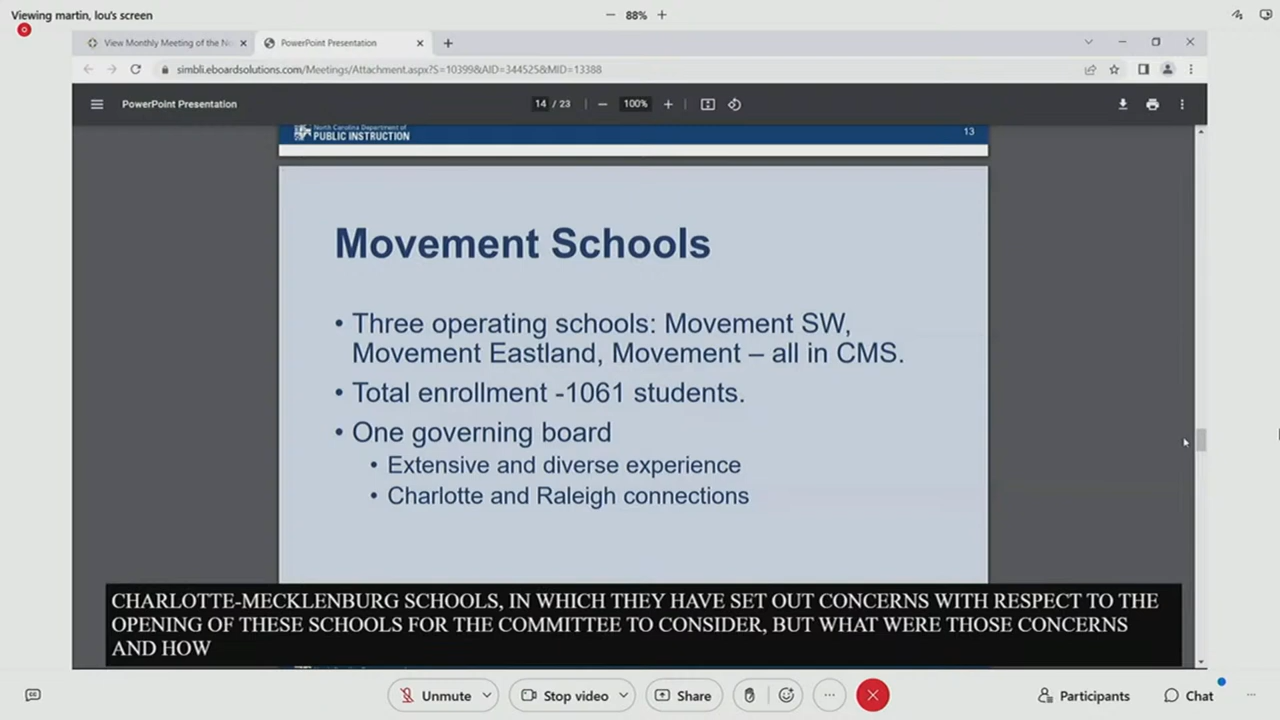 Viewing martin, lou's screen
88%
View Monthly Meeting of the No
PowerPoint Presentation
simbli.eboardsolutions.com/Meetings/Attachment.aspx?S=10399&AID=344525&MID=13388
PowerPoint Presentation
14 / 23
100%
North Carolina Department of
PUBLIC INSTRUCTION
13
Movement Schools
• Three operating schools: Movement SW,
Movement Eastland, Movement – all in CMS.
• Total enrollment -1061 students.
• One governing board
• Extensive and diverse experience
• Charlotte and Raleigh connections
CHARLOTTE-MECKLENBURG SCHOOLS, IN WHICH THEY HAVE SET OUT CONCERNS WITH RESPECT TO THE
OPENING OF THESE SCHOOLS FOR THE COMMITTEE TO CONSIDER, BUT WHAT WERE THOSE CONCERNS
AND HOW
Unmute
Stop video
Share
Participants
Chat